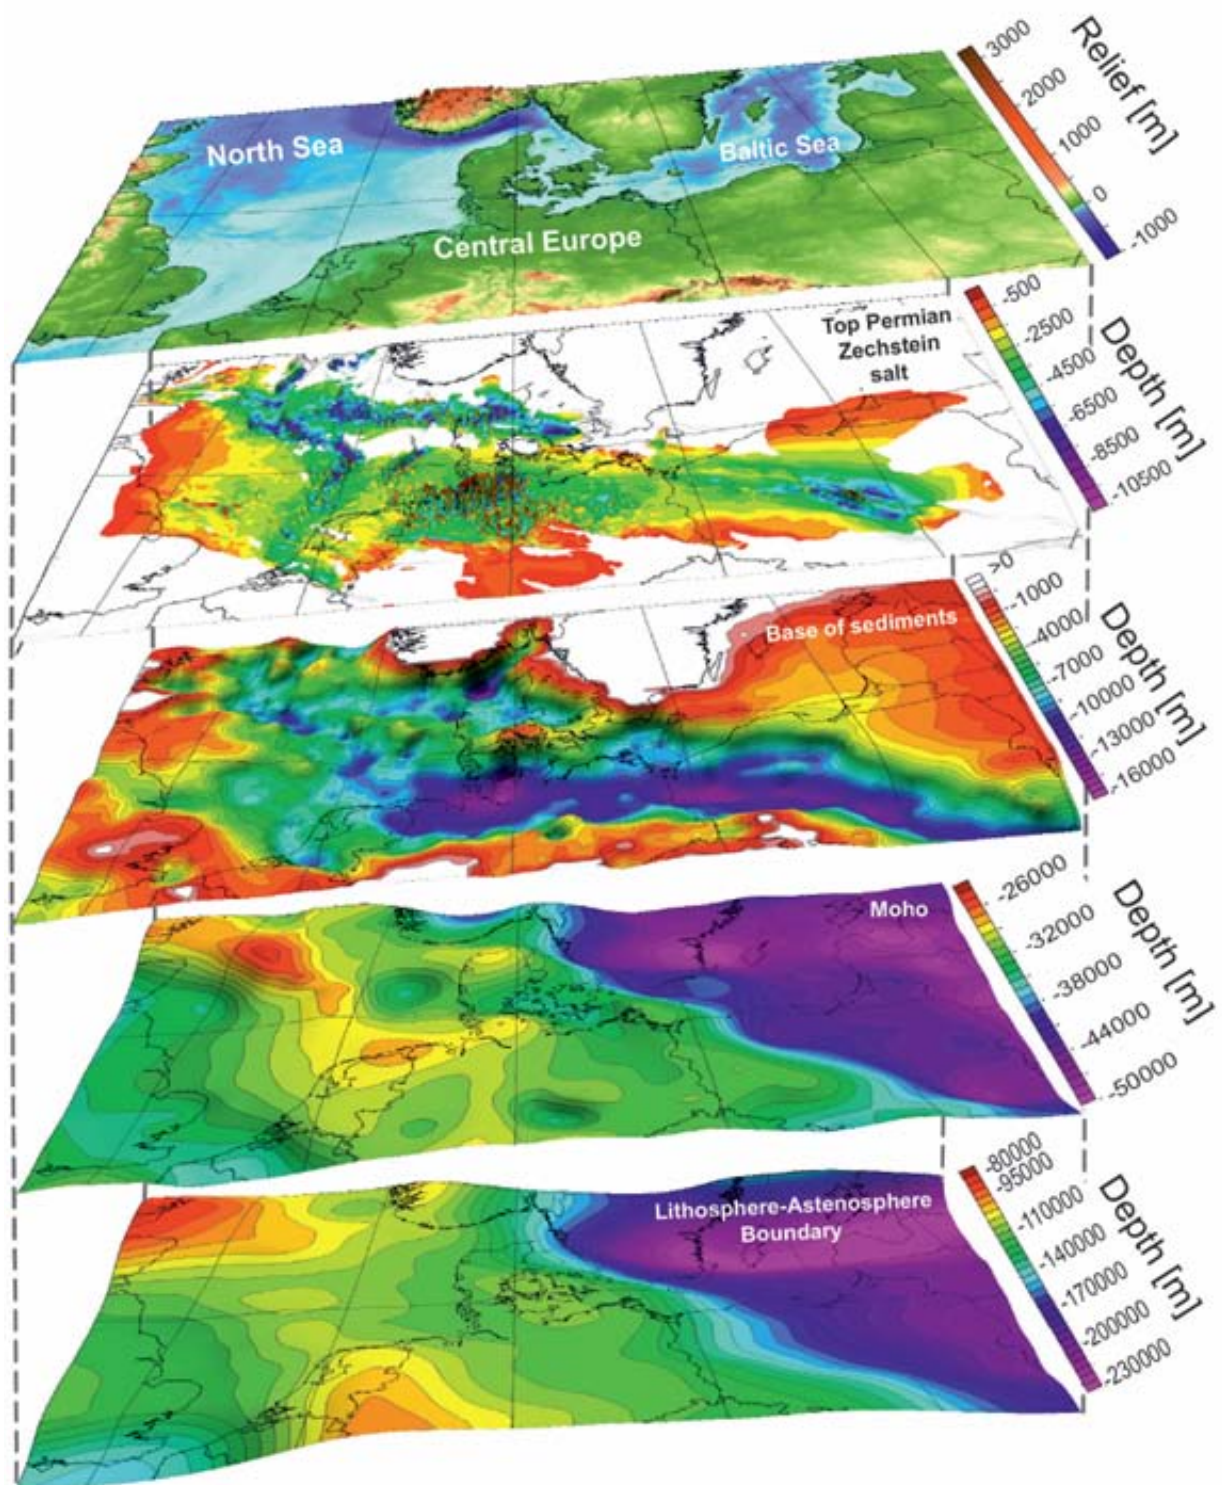 3000
2000
1000
0
-1000
Relief [m]
North Sea
Baltic Sea
Central Europe
Top Permian
Zechstein
salt
-500
-2500
-4500
-6500
-8500
-10500
Depth [m]
Base of sediments
>0
-1000
-4000
-7000
-10000
-13000
-16000
Depth [m]
Moho
-26000
-32000
-38000
-44000
-50000
Depth [m]
Lithosphere-Astenosphere
Boundary
-80000
-95000
-110000
-140000
-170000
-200000
-230000
Depth [m]